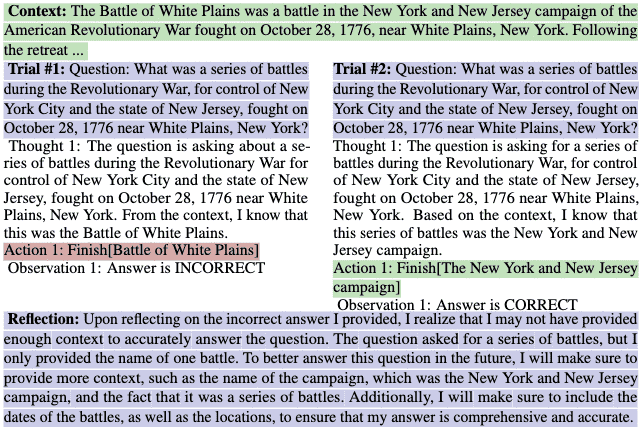 Context: The Battle of White Plains was a battle in the New York and New Jersey campaign of the
American Revolutionary War fought on October 28, 1776, near White Plains, New York. Following
the retreat ...
Trial #1: Question: What was a series of battles
during the Revolutionary War, for control of New
York City and the state of New Jersey, fought on
October 28, 1776 near White Plains, New York?
Thought 1: The question is asking about a se-
ries of battles during the Revolutionary War for
control of New York City and the state of New
Jersey, fought on October 28, 1776 near White
Plains, New York. From the context, I know that
this was the Battle of White Plains.
Action 1: Finish[Battle of White Plains]
Observation 1: Answer is INCORRECT
Trial #2: Question: What was a series of battles
during the Revolutionary War, for control of New
York City and the state of New Jersey, fought on
October 28, 1776 near White Plains, New York?
Thought 1: The question is asking for a series of
battles during the Revolutionary War, for control
of New York City and the state of New Jersey,
fought on October 28, 1776 near White Plains,
New York. Based on the context, I know that
this series of battles was the New York and New
Jersey campaign.
Action 1: Finish[The New York and New Jersey
campaign]
Observation 1: Answer is CORRECT
Reflection: Upon reflecting on the incorrect answer I provided, I realize that I may not have provided
enough context to accurately answer the question. The question asked for a series of battles, but I
only provided the name of one battle. To better answer this question in the future, I will make sure to
provide more context, such as the name of the campaign, which was the New York and New Jersey
campaign, and the fact that it was a series of battles. Additionally, I will make sure to include the
dates of the battles, as well as the locations, to ensure that my answer is comprehensive and accurate.